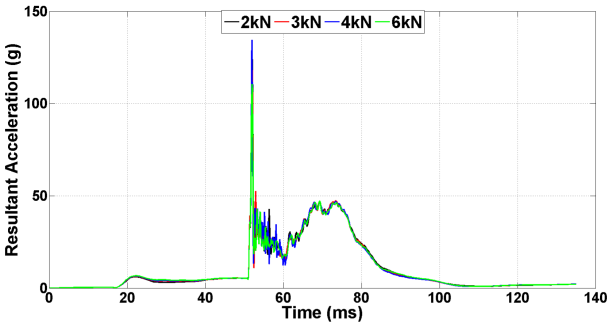 150
2kN 3kN 4kN 6kN
100
Resultant Acceleration (g)
50
0
0 20 40 60 80 100 120 140
Time (ms)